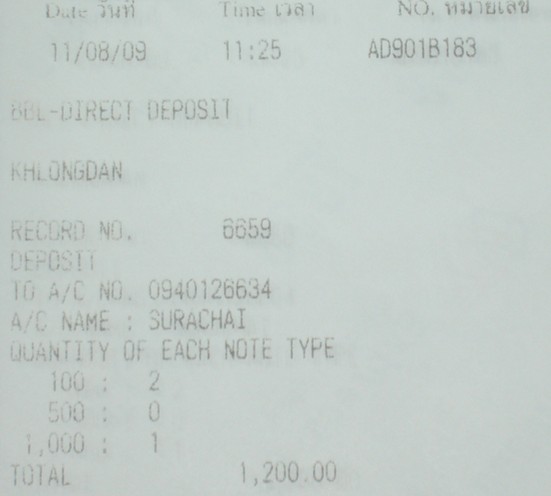 Date วันที่ Time เวลา NO. หมายเลข
11/08/09 11:25 AD901B183
BBL-DIRECT DEPOSIT
KHLONGDAN
RECORD NO. 6659
DEPOSIT
TO A/C NO. 0940126634
A/C NAME : SURACHAI
QUANTITY OF EACH NOTE TYPE
100 : 2
500 : 0
1,000 : 1
TOTAL 1,200.00